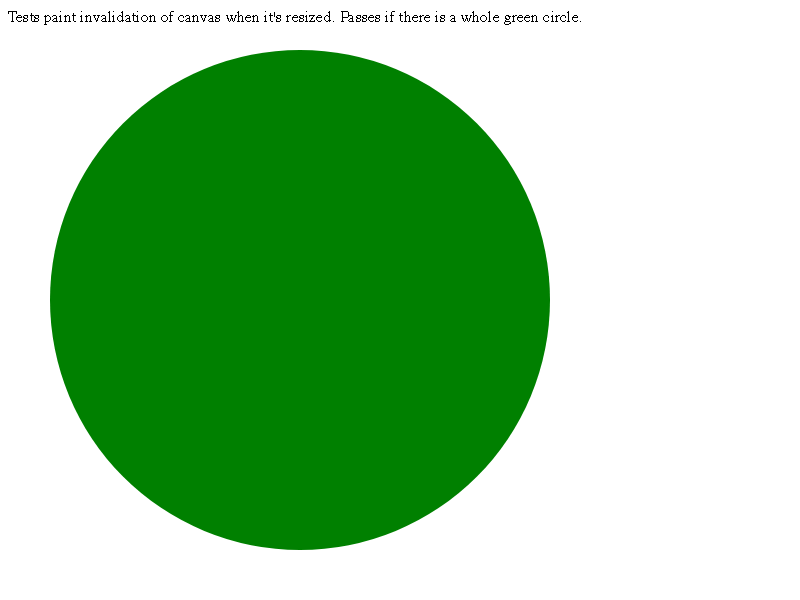 Tests paint invalidation of canvas when it's resized. Passes if there is a whole green circle.